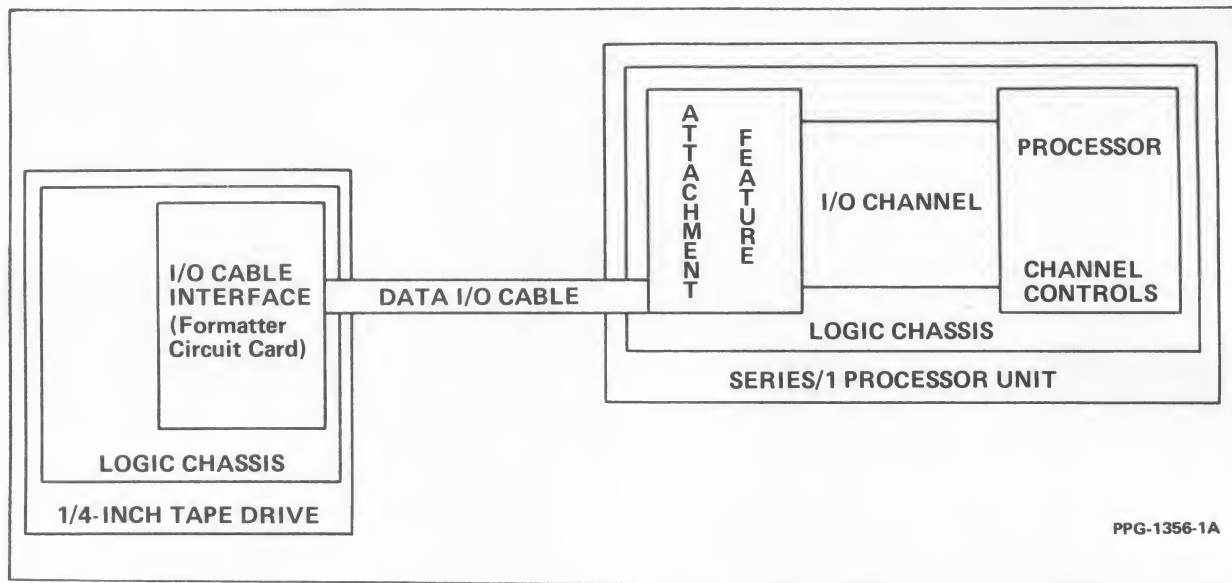 I/O CABLE
INTERFACE
(Formatter
Circuit Card)
LOGIC CHASSIS
1/4-INCH TAPE DRIVE
DATA I/O CABLE
ATTACHMENT
FEATURE
I/O CHANNEL
PROCESSOR
CHANNEL
CONTROLS
LOGIC CHASSIS
SERIES/1 PROCESSOR UNIT
PPG-1356-1A